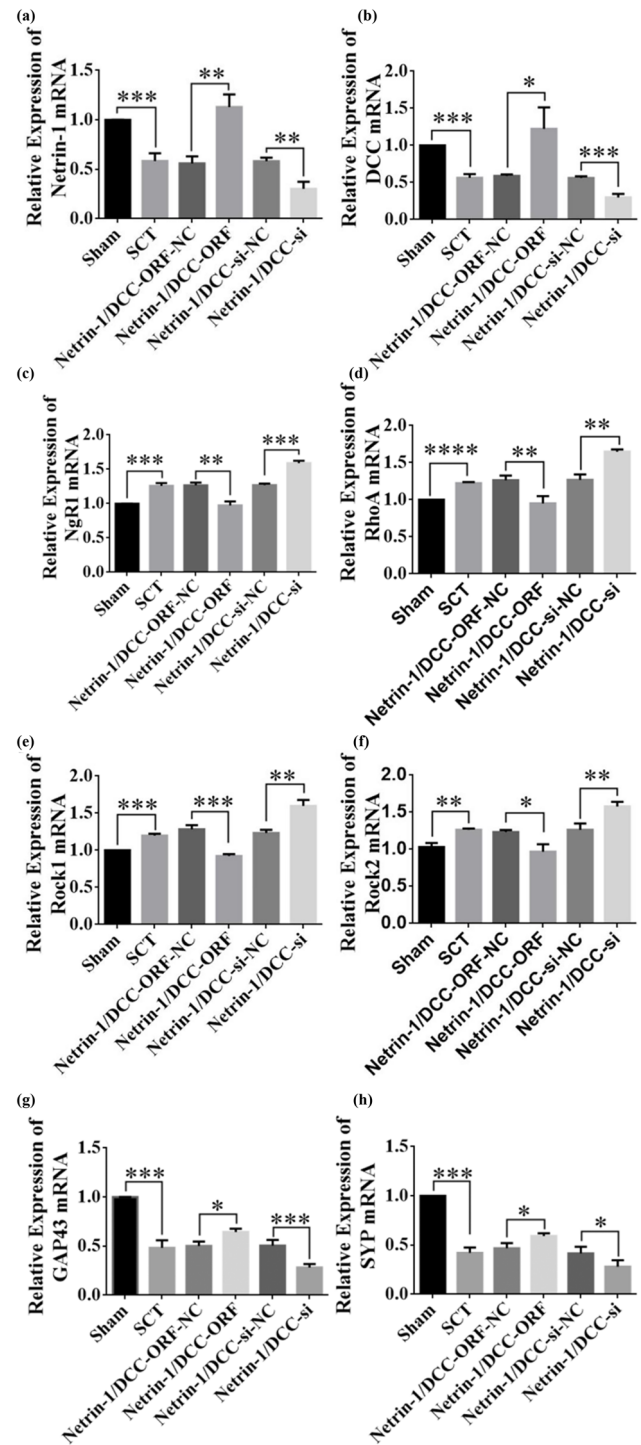 (a)
Relative Expression of
Netrin-1 mRNA
1.5
1.0
0.5
0.0
***
**
**
Sham
SCT
Netrin-1/DCC-ORF-NC
Netrin-1/DCC-ORF
Netrin-1/DCC-si-NC
Netrin-1/DCC-si
(b)
Relative Expression of
DCC mRNA
2.0
1.5
1.0
0.5
0.0
***
*
***
Sham
SCT
Netrin-1/DCC-ORF-NC
Netrin-1/DCC-ORF
Netrin-1/DCC-si-NC
Netrin-1/DCC-si
(c)
Relative Expression of
NgR1 mRNA
2.0
1.5
1.0
0.5
0.0
***
**
***
Sham
SCT
Netrin-1/DCC-ORF-NC
Netrin-1/DCC-ORF
Netrin-1/DCC-si-NC
Netrin-1/DCC-si
(d)
Relative Expression of
RhoA mRNA
2.0
1.5
1.0
0.5
0.0
****
**
**
Sham
SCT
Netrin-1/DCC-ORF-NC
Netrin-1/DCC-ORF
Netrin-1/DCC-si-NC
Netrin-1/DCC-si
(e)
Relative Expression of
Rock1 mRNA
2.0
1.5
1.0
0.5
0.0
***
***
**
Sham
SCT
Netrin-1/DCC-ORF-NC
Netrin-1/DCC-ORF
Netrin-1/DCC-si-NC
Netrin-1/DCC-si
(f)
Relative Expression of
Rock2 mRNA
2.0
1.5
1.0
0.5
0.0
**
*
**
Sham
SCT
Netrin-1/DCC-ORF-NC
Netrin-1/DCC-ORF
Netrin-1/DCC-si-NC
Netrin-1/DCC-si
(g)
Relative Expression of
GAP43 mRNA
1.5
1.0
0.5
0.0
***
*
***
Sham
SCT
Netrin-1/DCC-ORF-NC
Netrin-1/DCC-ORF
Netrin-1/DCC-si-NC
Netrin-1/DCC-si
(h)
Relative Expression of
SYP mRNA
1.5
1.0
0.5
0.0
***
*
*
Sham
SCT
Netrin-1/DCC-ORF-NC
Netrin-1/DCC-ORF
Netrin-1/DCC-si-NC
Netrin-1/DCC-si